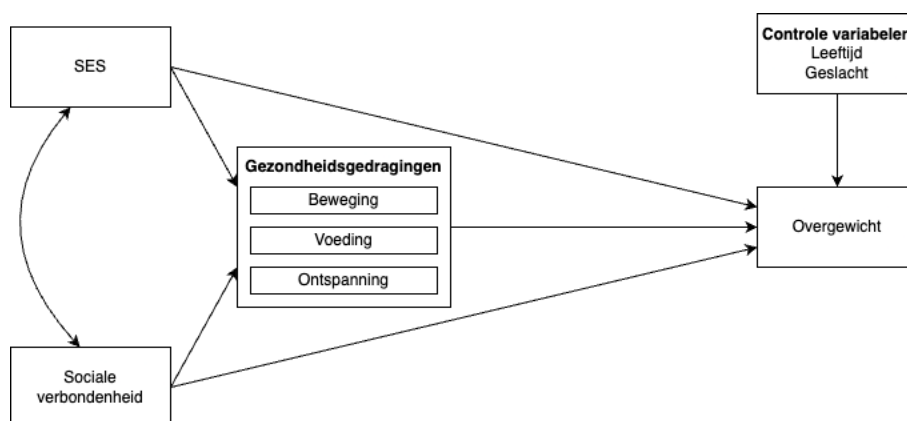 SES
Controle variabelen
Leeftijd
Geslacht
Gezondheidsgedragingen
Beweging
Voeding
Ontspanning
Overgewicht
Sociale
verbondenheid